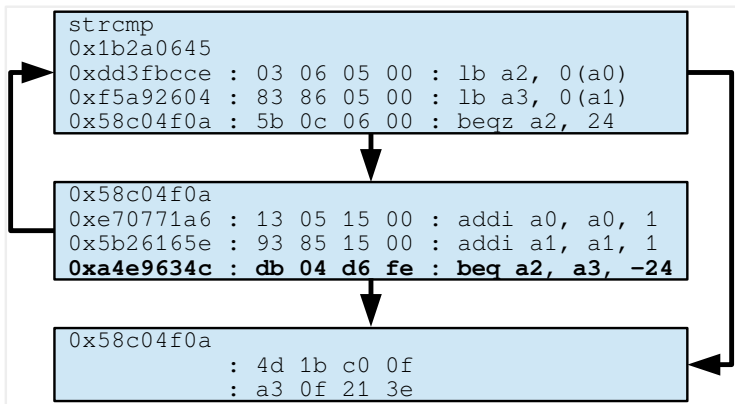 strcmp
0x1b2a0645
0xdd3fbcce : 03 06 05 00 : lb a2, 0(a0)
0xf5a92604 : 83 86 05 00 : lb a3, 0(a1)
0x58c04f0a : 5b 0c 06 00 : beqz a2, 24
0x58c04f0a
0xe70771a6 : 13 05 15 00 : addi a0, a0, 1
0x5b26165e : 93 85 15 00 : addi a1, a1, 1
0xa4e9634c : db 04 d6 fe : beq a2, a3, −24
0x58c04f0a
: 4d 1b c0 0f
: a3 0f 21 3e